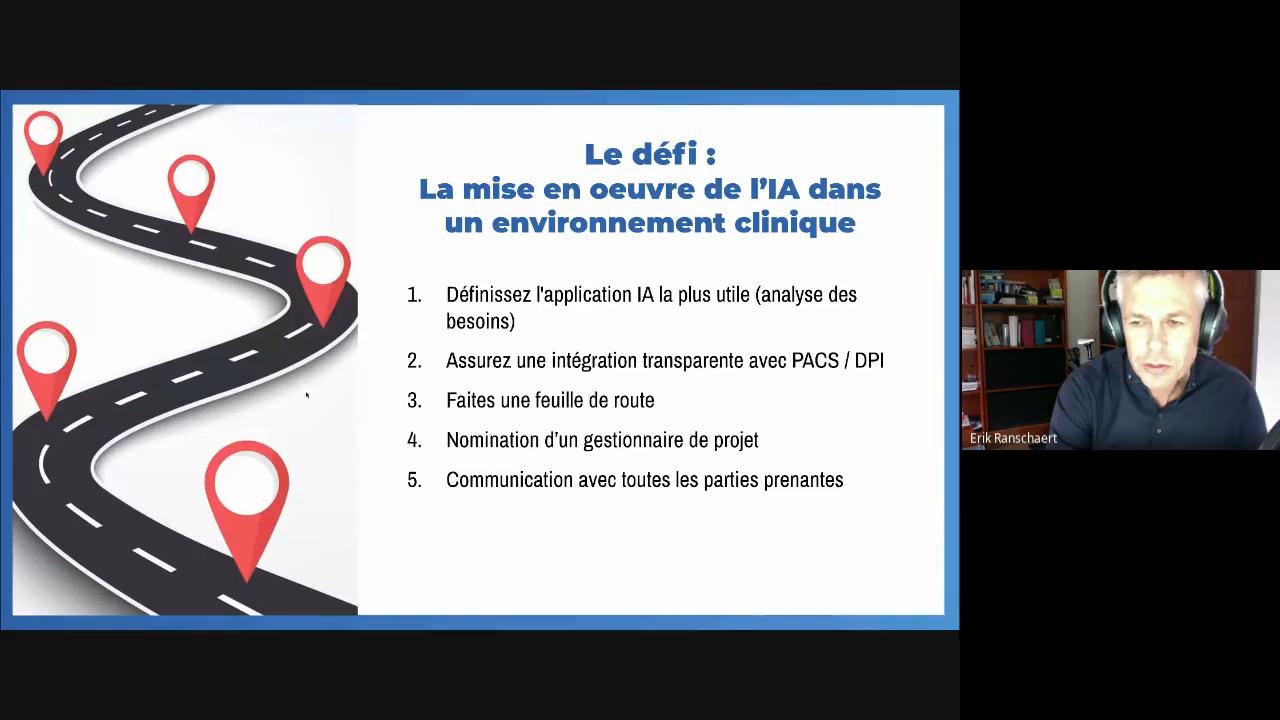 Le défi :
La mise en oeuvre de l’IA dans
un environnement clinique
1. Définissez l'application IA la plus utile (analyse des
besoins)
2. Assurez une intégration transparente avec PACS / DPI
3. Faites une feuille de route
4. Nomination d’un gestionnaire de projet
5. Communication avec toutes les parties prenantes
Erik Ranschaert